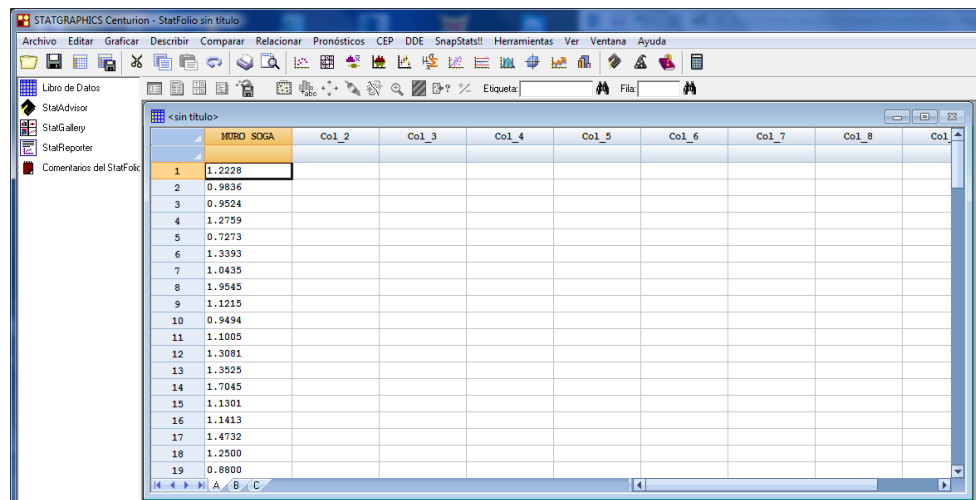 STATGRAPHICS Centurion - StatFolio sin título
Archivo Editar Graficar Describir Comparar Relacionar Pronósticos CEP DDE SnapStats!! Herramientas Ver Ventana Ayuda
Libro de Datos
StatAdvisor
StatGallery
StatReporter
Comentarios del StatFolio
Etiqueta: Fila:
<sin título>
MURO SOGA Col_2 Col_3 Col_4 Col_5 Col_6 Col_7 Col_8 Col_
1 1.2228
2 0.9836
3 0.9524
4 1.2759
5 0.7273
6 1.3393
7 1.0435
8 1.9545
9 1.1215
10 0.9494
11 1.1005
12 1.3081
13 1.3525
14 1.7045
15 1.1301
16 1.1413
17 1.4732
18 1.2500
19 0.8800
A B C